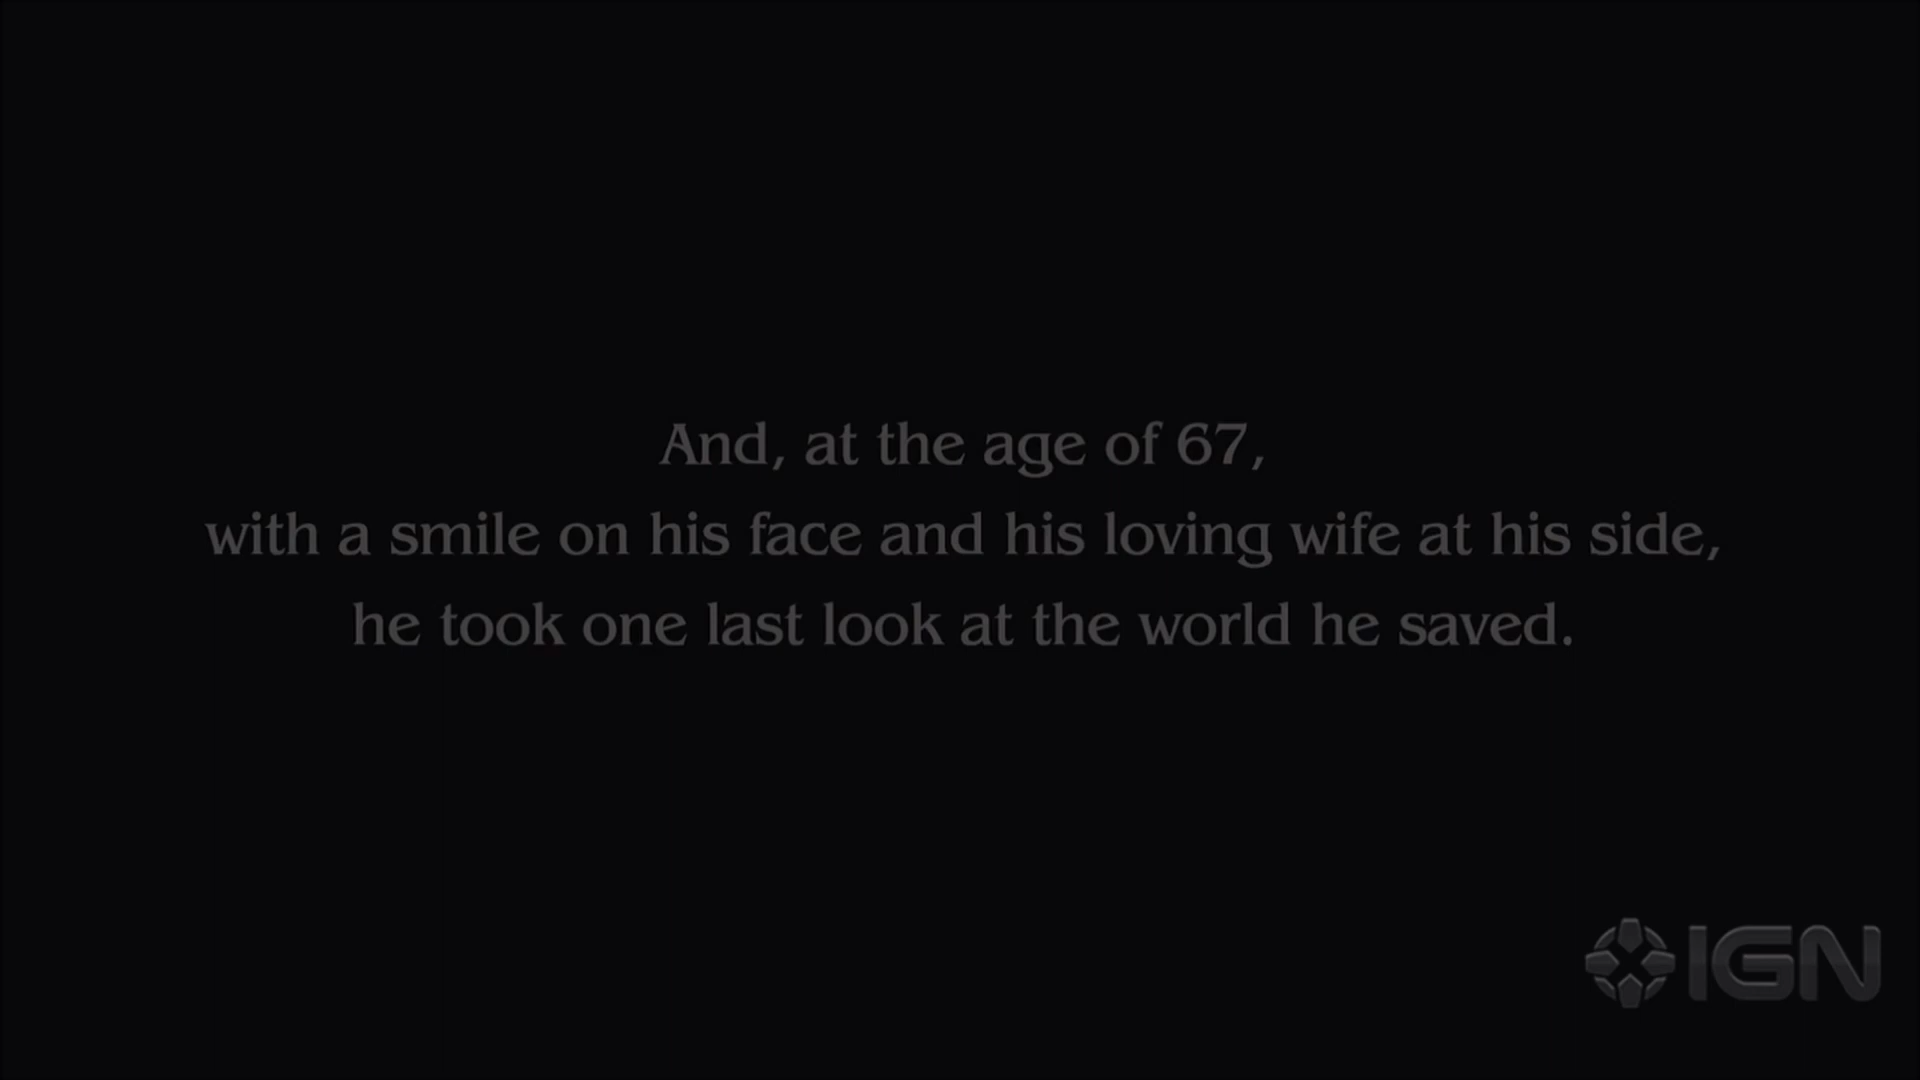 And, at the age of 67,
with a smile on his face and his loving wife at his side,
he took one last look at the world he saved.
IGN